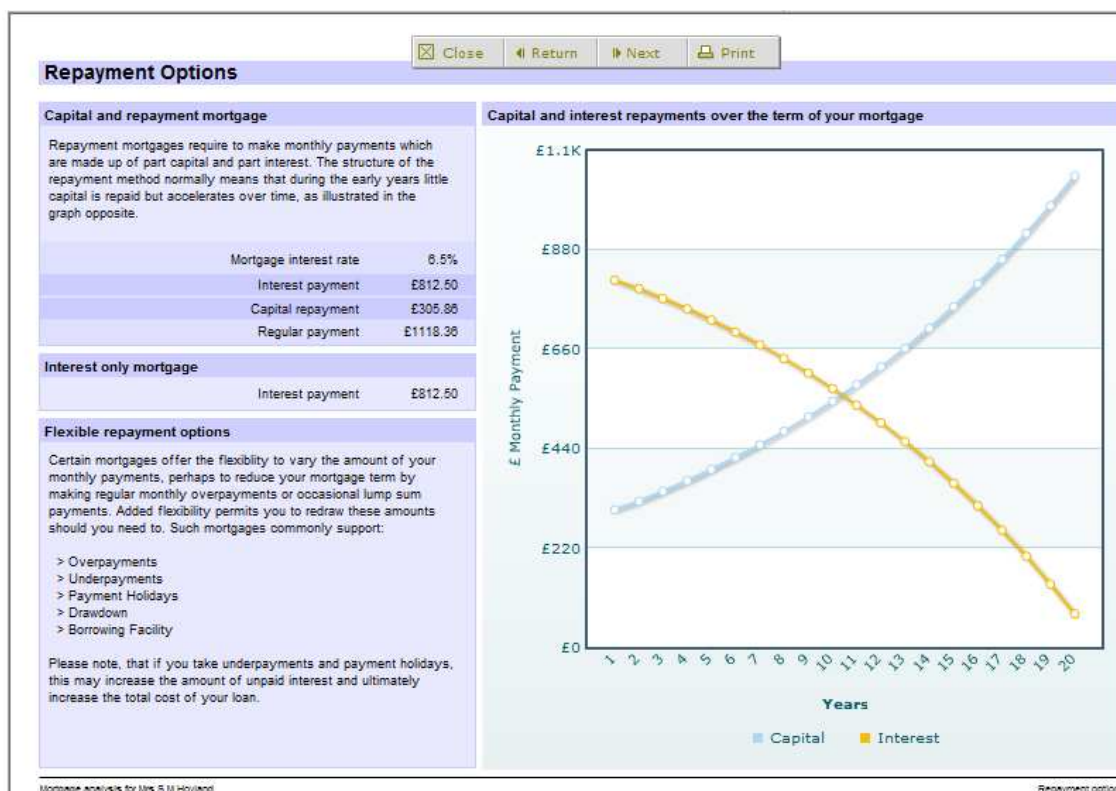 Close Return Next Print
Repayment Options
Capital and repayment mortgage
Repayment mortgages require to make monthly payments which
are made up of part capital and part interest. The structure of the
repayment method normally means that during the early years little
capital is repaid but accelerates over time, as illustrated in the
graph opposite.
Mortgage interest rate 6.5%
Interest payment £812.50
Capital repayment £305.86
Regular payment £1118.36
Interest only mortgage
Interest payment £812.50
Flexible repayment options
Certain mortgages offer the flexiblity to vary the amount of your
monthly payments, perhaps to reduce your mortgage term by
making regular monthly overpayments or occasional lump sum
payments. Added flexibility permits you to redraw these amounts
should you need to. Such mortgages commonly support:
> Overpayments
> Underpayments
> Payment Holidays
> Drawdown
> Borrowing Facility
Please note, that if you take underpayments and payment holidays,
this may increase the amount of unpaid interest and ultimately
increase the total cost of your loan.
Capital and interest repayments over the term of your mortgage
£1.1K
£880
£660
£440
£220
£0
£ Monthly Payment
1 2 3 4 5 6 7 8 9 10 11 12 13 14 15 16 17 18 19 20
Years
Capital Interest
Mortgage analysis for Mrs S M Hoyland
Repayment option